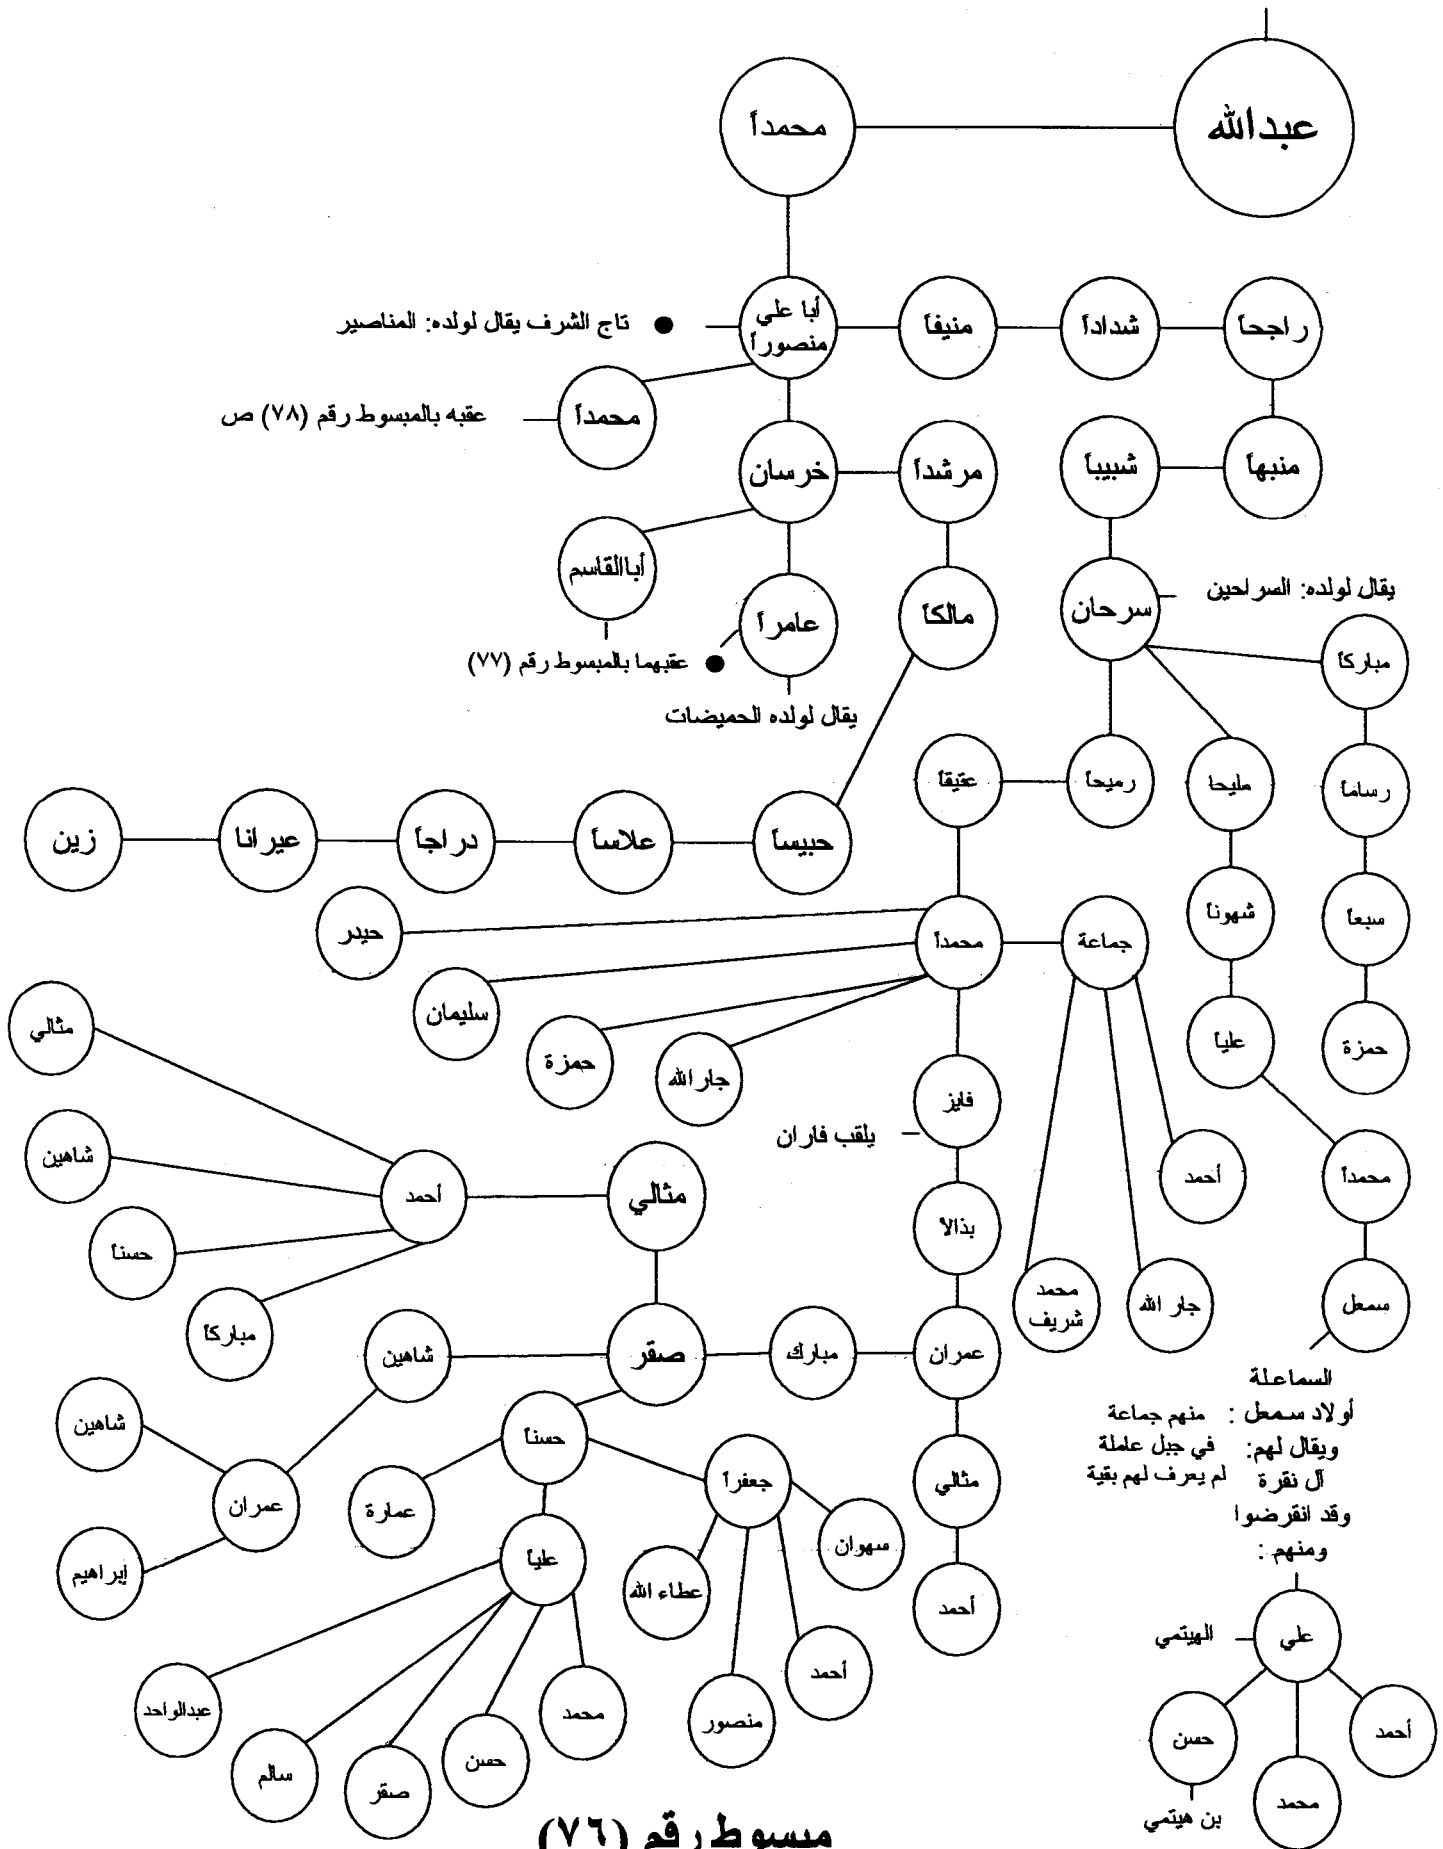 عبدالله
محمداً
راجحاً
شداداً
منيفاً
أبا علي
منصوراً
تاج الشرف يقال لولده: المناصير
محمداً
عقبه بالمبسوط رقم (٧٨) ص
منبهاً
شبيباً
مرشداً
خرسان
أباالقاسم
عامراً
عقبهما بالمبسوط رقم (٧٧)
يقال لولده الحميضات
مالكاً
سرحان
يقال لولده: السراحين
مباركاً
رساماً
سبعاً
حمزة
مليحا
شهوناً
علياً
محمداً
سمعل
رميحاً
عتيقاً
حبيساً
علاساً
دراجاً
عيرانا
زين
جماعة
محمداً
حيدر
سليمان
حمزة
جار الله
أحمد
جار الله
محمد
شريف
فايز
يلقب فاران
بذالا
عمران
مبارك
صقر
شاهين
مثالي
أحمد
مثالي
شاهين
حسناً
مباركاً
عمران
شاهين
إبراهيم
مثالي
أحمد
حسناً
عمارة
جعفراً
سهوان
أحمد
منصور
عطاء الله
علياً
محمد
حسن
صقر
سالم
عبدالواحد
السماعلة
أولاد سمعل : منهم جماعة
ويقال لهم: في جبل عاملة
آل نقرة لم يعرف لهم بقية
وقد انقرضوا
ومنهم :
علي
الهيتمي
أحمد
محمد
حسن
بن هيتمي
مبسوط رقم (٧٦)